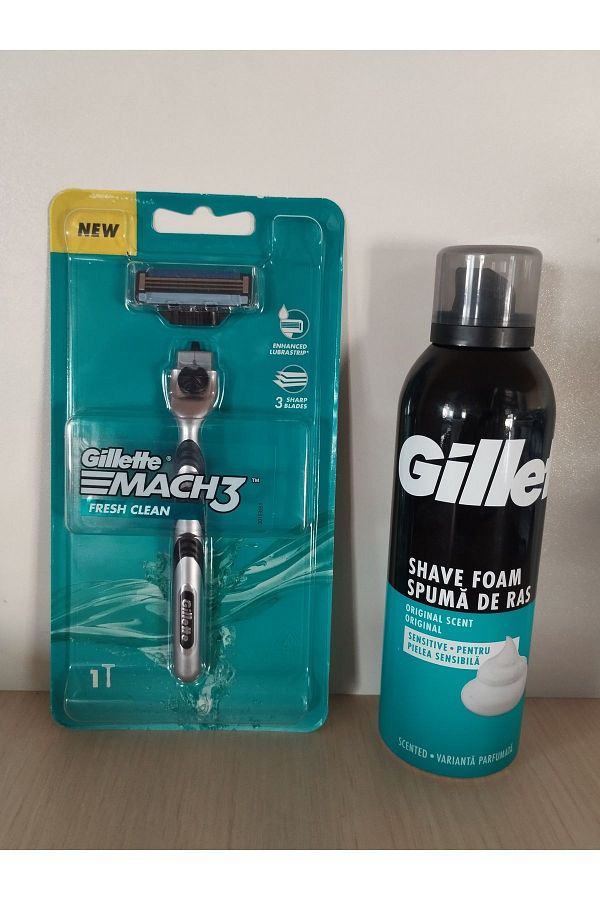 NEW
ENHANCED
LUBRASTRIP*
3 SHARP
BLADES
Gillette®
MACH3™
FRESH CLEAN
Gillette
1
Gillet
SHAVE FOAM
SPUMĂ DE RAS
ORIGINAL SCENT
ORIGINAL
SENSITIVE • PENTRU
PIELEA SENSIBILĂ
SCENTED • VARIANTĂ PARFUMATĂ